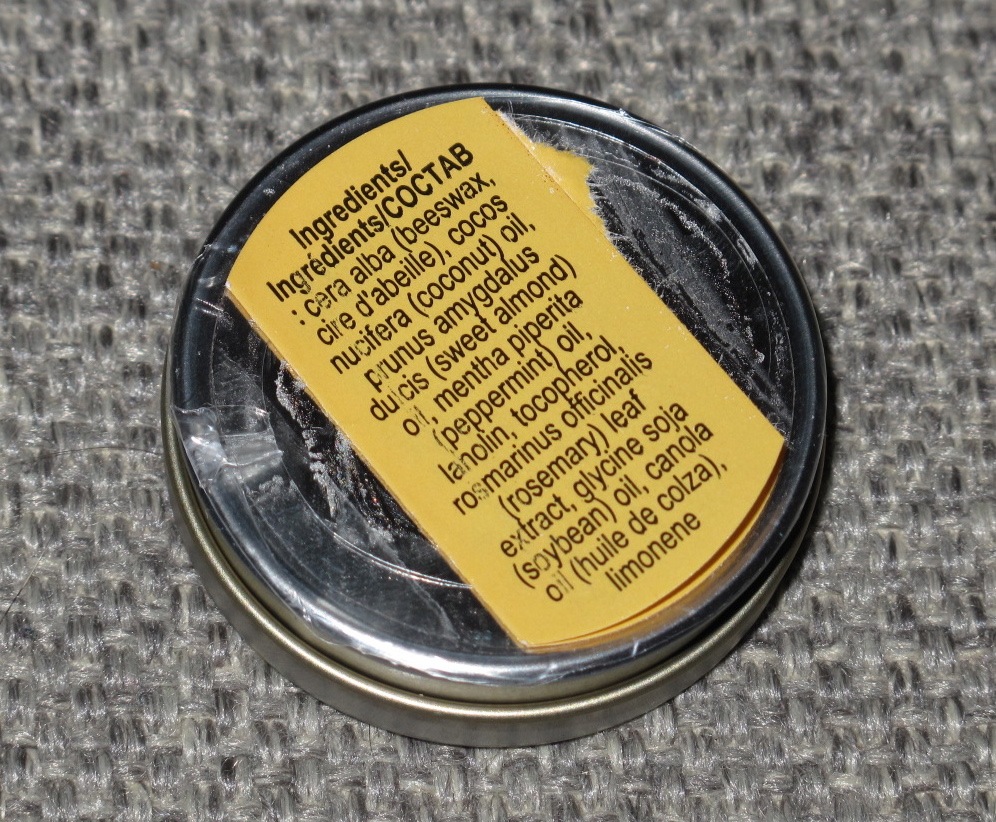 Ingredients/
Ingrédients/COCTAB
: cera alba (beeswax,
cire d'abeille), cocos
nucifera (coconut) oil,
prunus amygdalus
dulcis (sweet almond)
oil, mentha piperita
(peppermint) oil,
lanolin, tocopherol,
rosmarinus officinalis
(rosemary) leaf
extract, glycine soja
(soybean) oil, canola
oil (huile de colza),
limonene